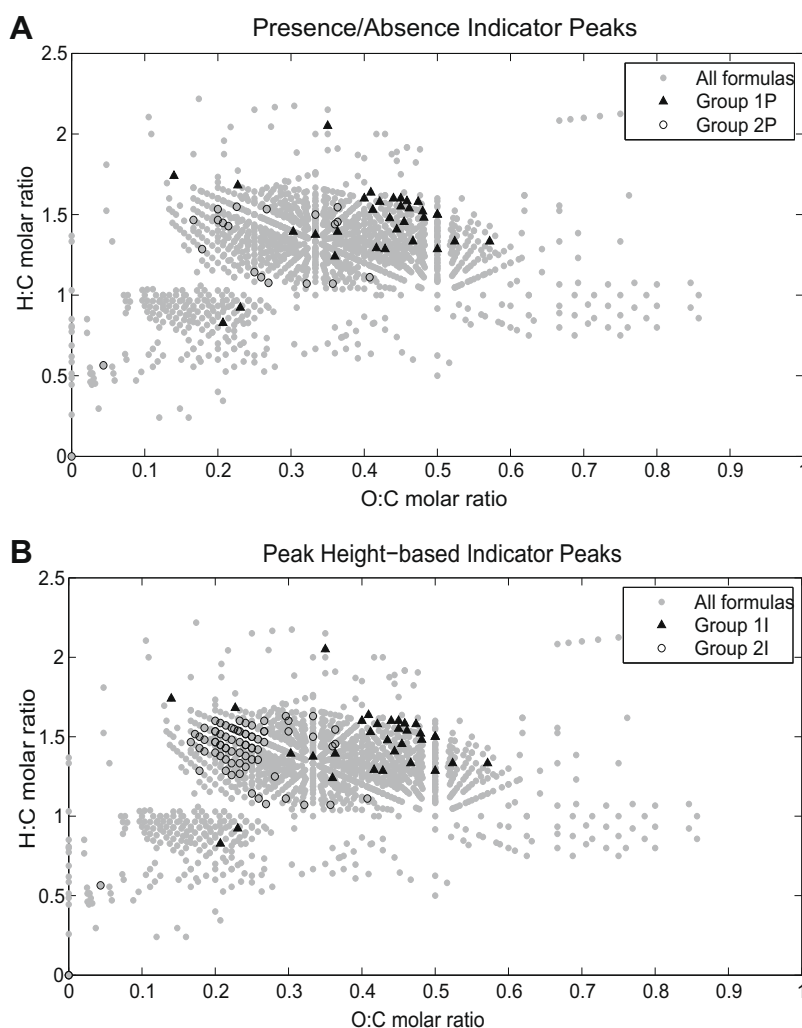 A
Presence/Absence Indicator Peaks
2.5
2
1.5
1
0.5
0
H:C molar ratio
All formulas
Group 1P
Group 2P
0 0.1 0.2 0.3 0.4 0.5 0.6 0.7 0.8 0.9 1
O:C molar ratio
B
Peak Height−based Indicator Peaks
2.5
2
1.5
1
0.5
0
H:C molar ratio
All formulas
Group 1I
Group 2I
0 0.1 0.2 0.3 0.4 0.5 0.6 0.7 0.8 0.9 1
O:C molar ratio